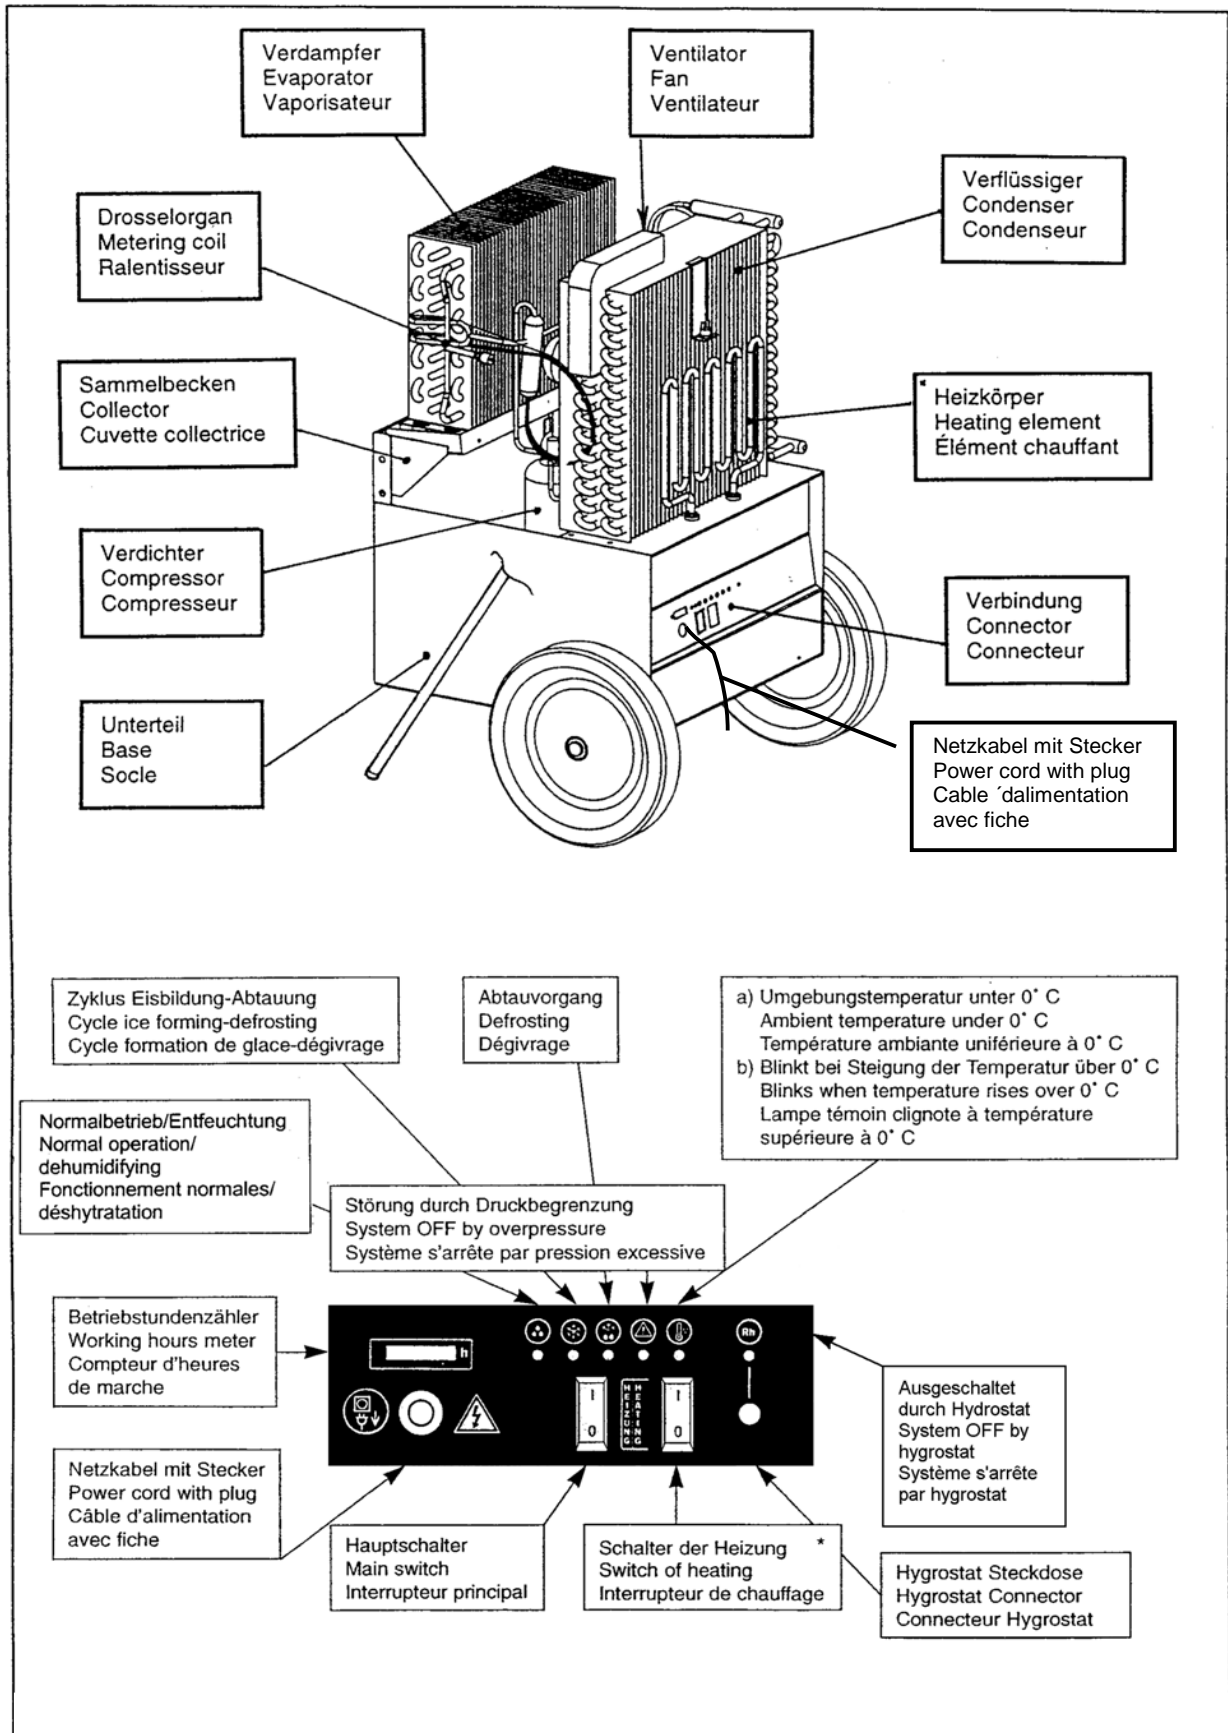 Verdampfer
Evaporator
Vaporisateur
Ventilator
Fan
Ventilateur
Drosselorgan
Metering coil
Ralentisseur
Verflüssiger
Condenser
Condenseur
Sammelbecken
Collector
Cuvette collectrice
* Heizkörper
Heating element
Élément chauffant
Verdichter
Compressor
Compresseur
Verbindung
Connector
Connecteur
Unterteil
Base
Socle
Netzkabel mit Stecker
Power cord with plug
Cable ´dalimentation
avec fiche
Zyklus Eisbildung-Abtauung
Cycle ice forming-defrosting
Cycle formation de glace-dégivrage
Abtauvorgang
Defrosting
Dégivrage
a) Umgebungstemperatur unter 0° C
Ambient temperature under 0° C
Température ambiante uniférieure à 0° C
b) Blinkt bei Steigung der Temperatur über 0° C
Blinks when temperature rises over 0° C
Lampe témoin clignote à température
supérieure à 0° C
Normalbetrieb/Entfeuchtung
Normal operation/
dehumidifying
Fonctionnement normales/
déshytratation
Störung durch Druckbegrenzung
System OFF by overpressure
Système s'arrête par pression excessive
Betriebstundenzähler
Working hours meter
Compteur d'heures
de marche
h
Rh
I
0
HEIZUNG
HEATING
I
0
Ausgeschaltet
durch Hydrostat
System OFF by
hygrostat
Système s'arrête
par hygrostat
Netzkabel mit Stecker
Power cord with plug
Câble d'alimentation
avec fiche
Hauptschalter
Main switch
Interrupteur principal
Schalter der Heizung *
Switch of heating
Interrupteur de chauffage
Hygrostat Steckdose
Hygrostat Connector
Connecteur Hygrostat